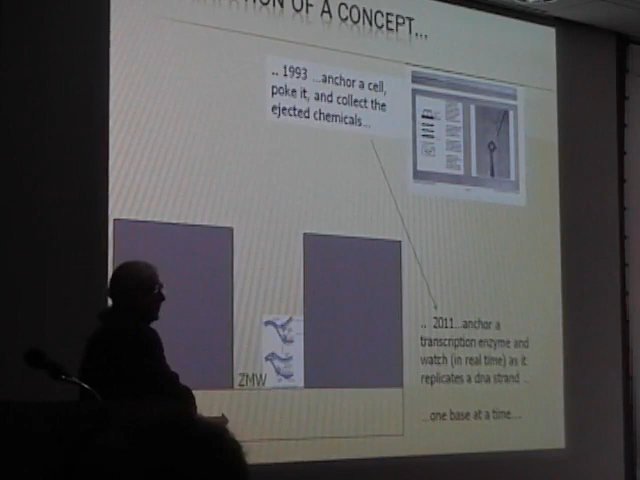 OF A CONCEPT...
.. 1993 ...anchor a cell,
poke it, and collect the
ejected chemicals...
ZMW
.. 2011...anchor a
transcription enzyme and
watch (in real time) as it
replicates a dna strand ...
...one base at a time....